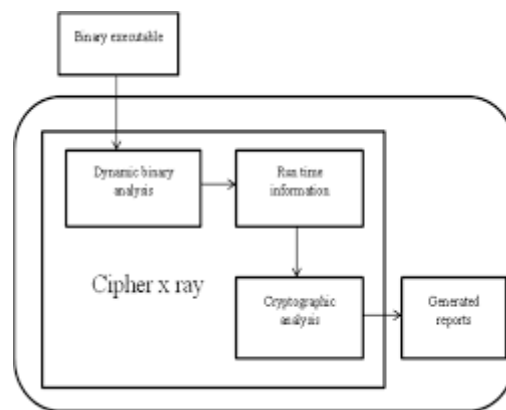 Binary executable
Dynamic binary
analysis
Run time
information
Cipher x ray
Cryptographic
analysis
Generated
reports